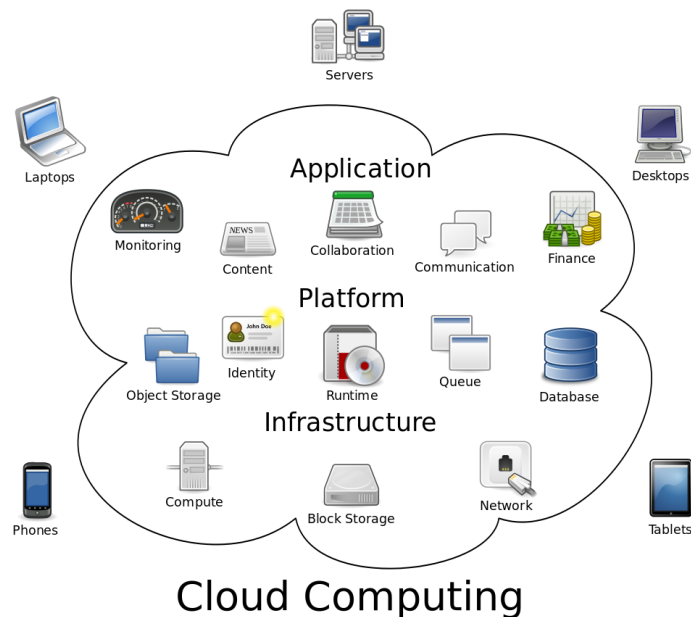 Servers
Laptops
Desktops
Application
Monitoring
NEWS
Content
Collaboration
Communication
Finance
Platform
John Doe
Object Storage
Identity
Runtime
Queue
Database
Infrastructure
Compute
Block Storage
Network
Phones
Tablets
Cloud Computing